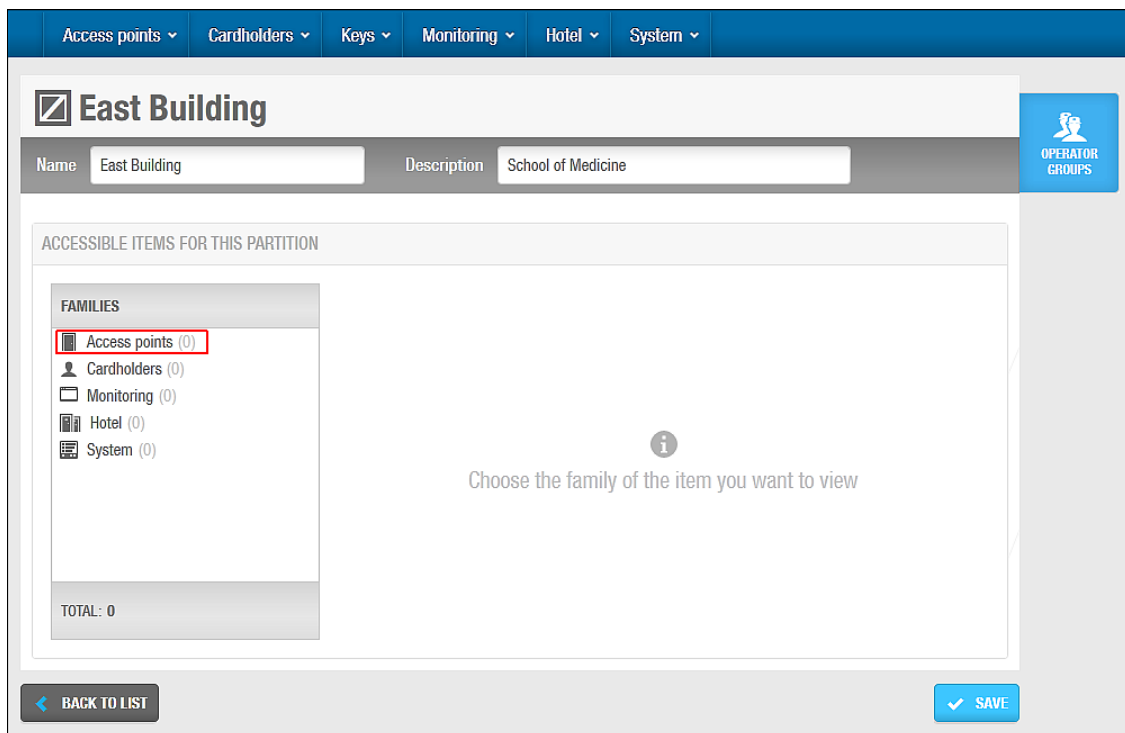 Access points Cardholders Keys Monitoring Hotel System
East Building
OPERATOR
GROUPS
Name East Building Description School of Medicine
ACCESSIBLE ITEMS FOR THIS PARTITION
FAMILIES
Access points (0)
Cardholders (0)
Monitoring (0)
Hotel (0)
System (0)
Choose the family of the item you want to view
TOTAL: 0
BACK TO LIST SAVE